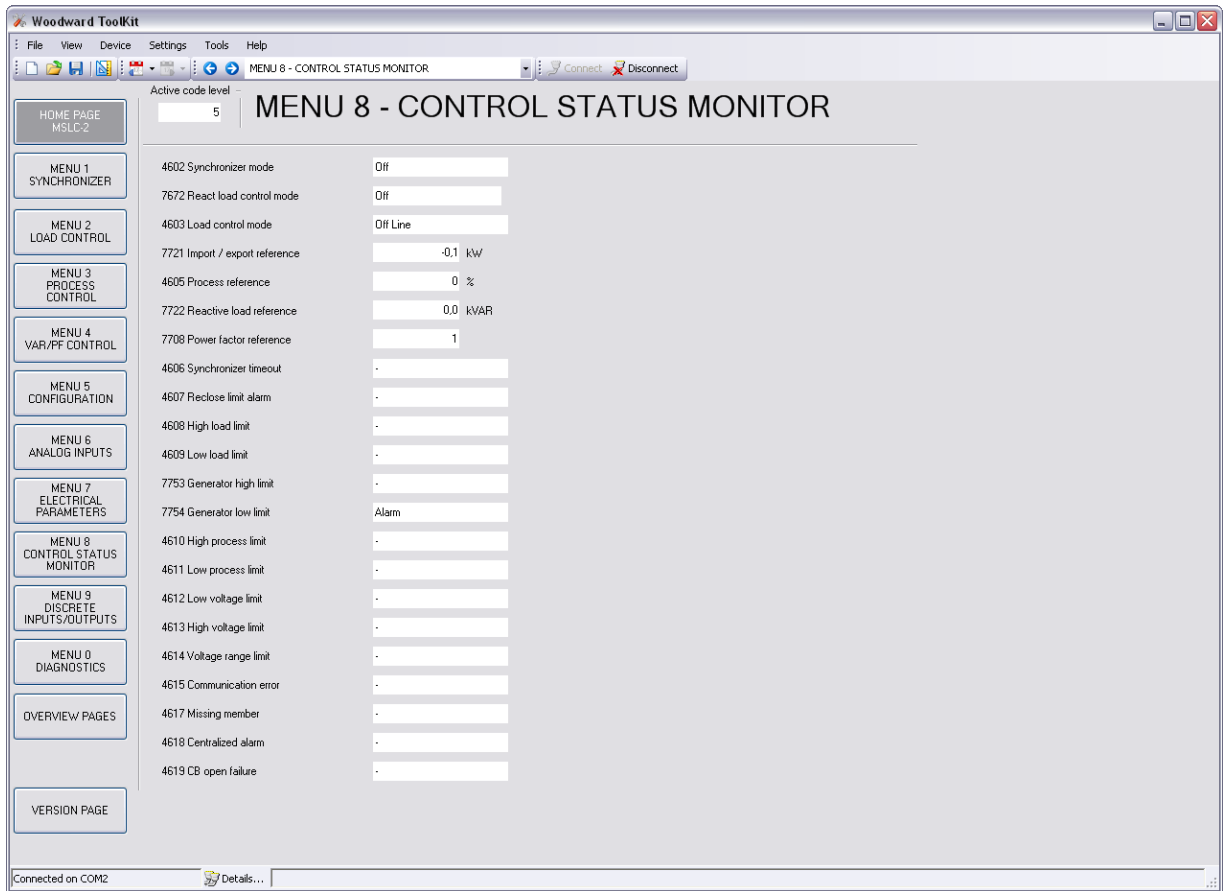 Woodward ToolKit
File View Device Settings Tools Help
MENU 8 - CONTROL STATUS MONITOR Connect Disconnect
Active code level
5
MENU 8 - CONTROL STATUS MONITOR
HOME PAGE
MSLC-2
MENU 1
SYNCHRONIZER
MENU 2
LOAD CONTROL
MENU 3
PROCESS
CONTROL
MENU 4
VAR/PF CONTROL
MENU 5
CONFIGURATION
MENU 6
ANALOG INPUTS
MENU 7
ELECTRICAL
PARAMETERS
MENU 8
CONTROL STATUS
MONITOR
MENU 9
DISCRETE
INPUTS/OUTPUTS
MENU 0
DIAGNOSTICS
OVERVIEW PAGES
VERSION PAGE
4602 Synchronizer mode Off
7672 React load control mode Off
4603 Load control mode Off Line
7721 Import / export reference -0,1 kW
4605 Process reference 0 %
7722 Reactive load reference 0,0 kVAR
7708 Power factor reference 1
4606 Synchronizer timeout -
4607 Reclose limit alarm -
4608 High load limit -
4609 Low load limit -
7753 Generator high limit -
7754 Generator low limit Alarm
4610 High process limit -
4611 Low process limit -
4612 Low voltage limit -
4613 High voltage limit -
4614 Voltage range limit -
4615 Communication error -
4617 Missing member -
4618 Centralized alarm -
4619 CB open failure -
Connected on COM2 Details...